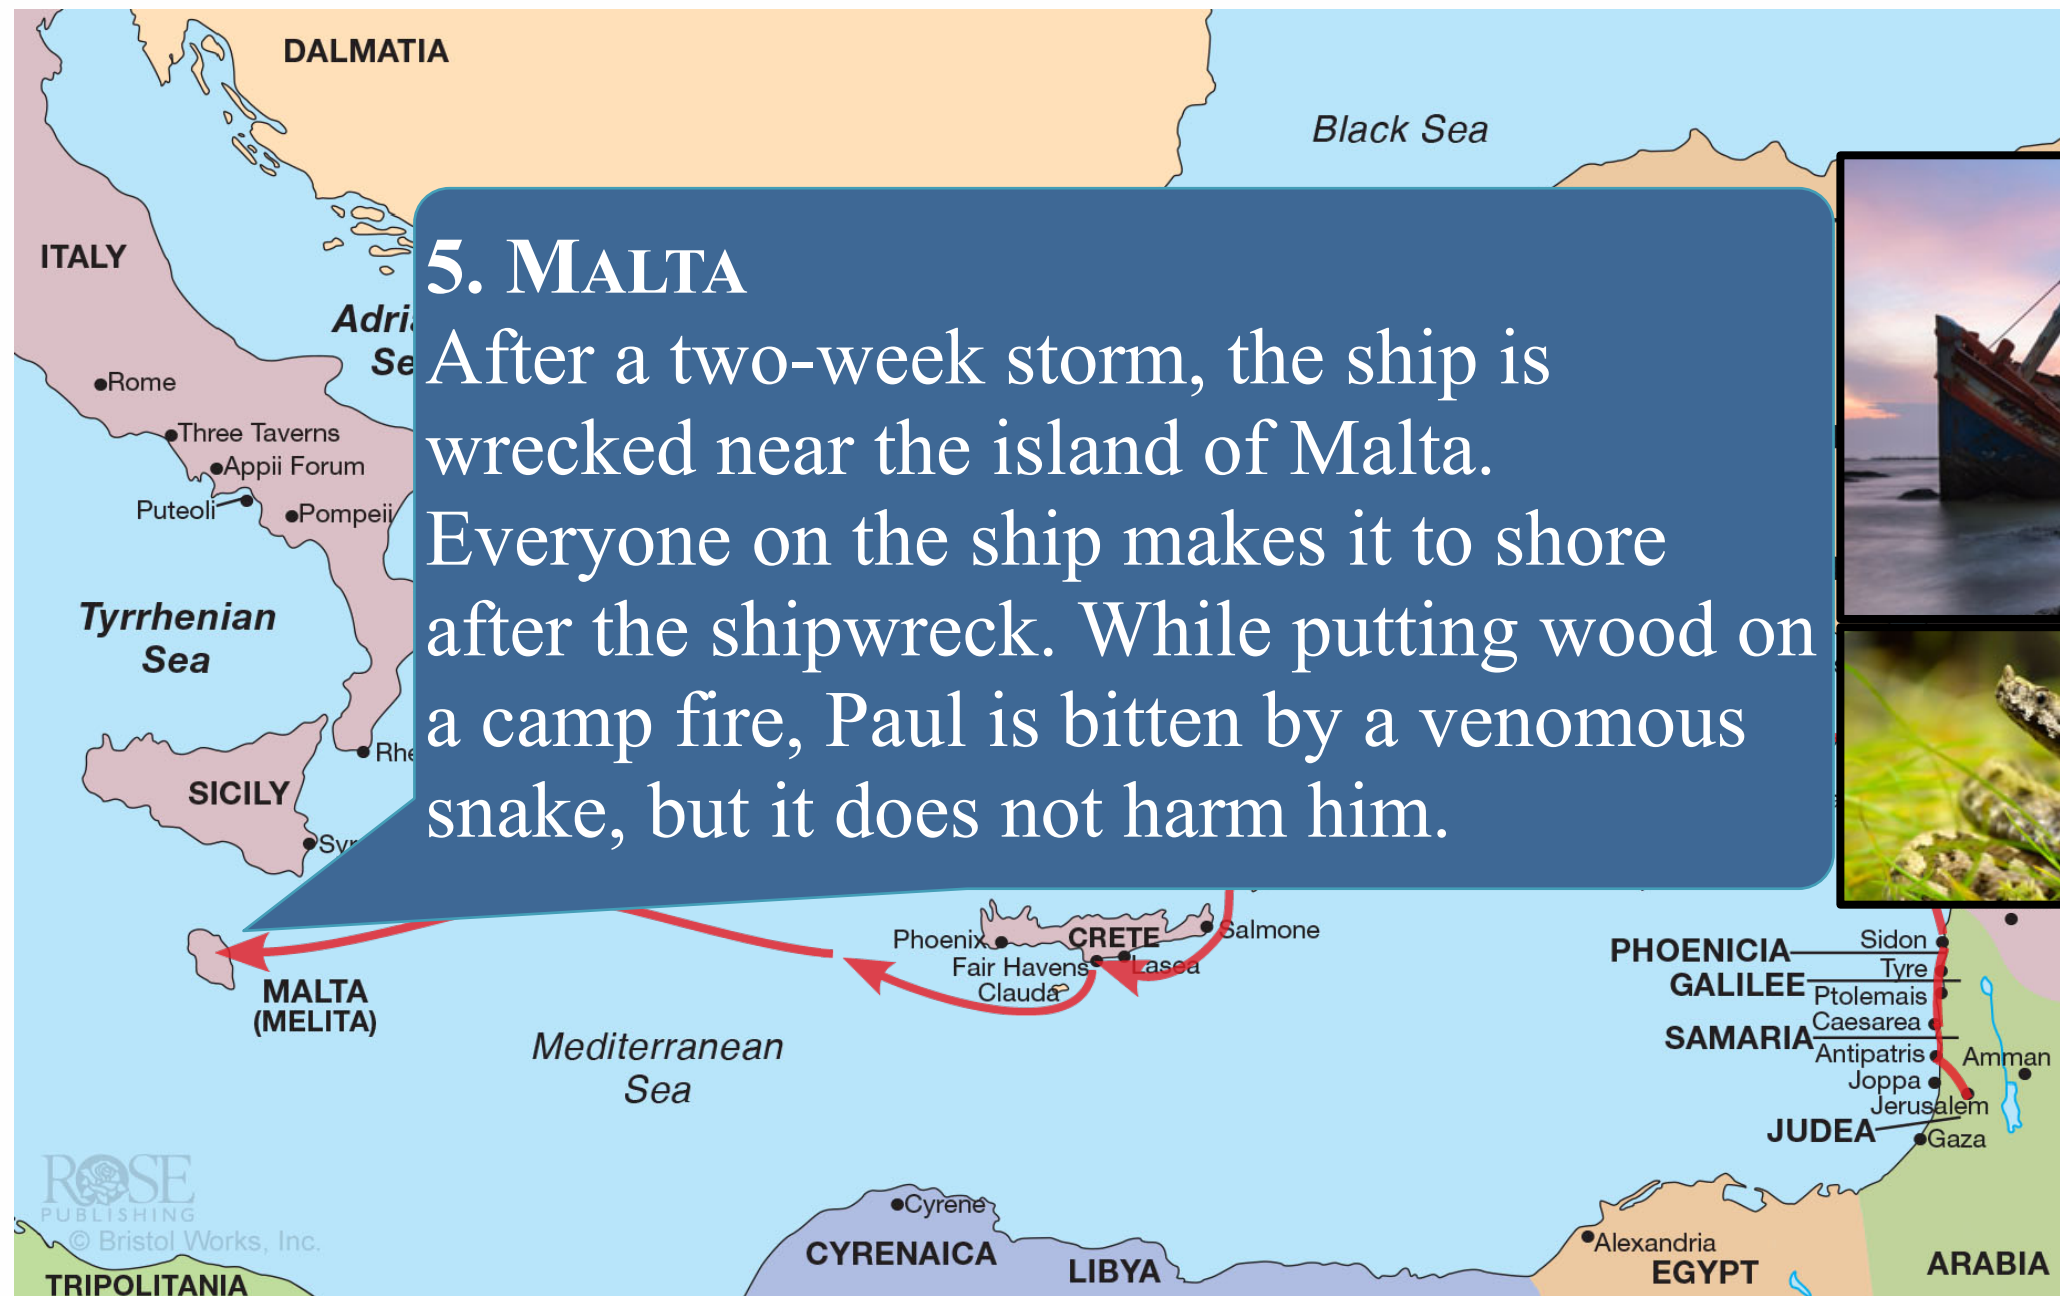 DALMATIA
Black Sea
ITALY
5. MALTA
After a two-week storm, the ship is
wrecked near the island of Malta.
Everyone on the ship makes it to shore
after the shipwreck. While putting wood on
a camp fire, Paul is bitten by a venomous
snake, but it does not harm him.
Rome
Three Taverns
Appii Forum
Puteoli
Pompeii
Tyrrhenian
Sea
SICILY
MALTA
(MELITA)
Phoenix
CRETE
Salmone
Fair Havens
Lasea
Clauda
Mediterranean
Sea
PHOENICIA
Sidon
Tyre
GALILEE
Ptolemais
Caesarea
SAMARIA
Antipatris
Amman
Joppa
Jerusalem
JUDEA
Gaza
ROSE
PUBLISHING
© Bristol Works, Inc.
Cyrene
CYRENAICA
LIBYA
Alexandria
EGYPT
ARABIA
TRIPOLITANIA